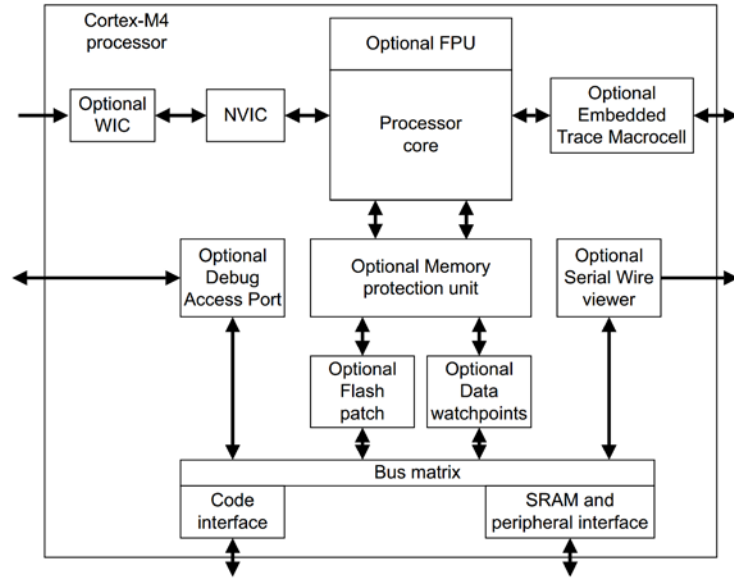 Cortex-M4
processor
Optional FPU
Optional
WIC
NVIC
Processor
core
Optional
Embedded
Trace Macrocell
Optional
Debug
Access Port
Optional Memory
protection unit
Optional
Serial Wire
viewer
Optional
Flash
patch
Optional
Data
watchpoints
Bus matrix
Code
interface
SRAM and
peripheral interface